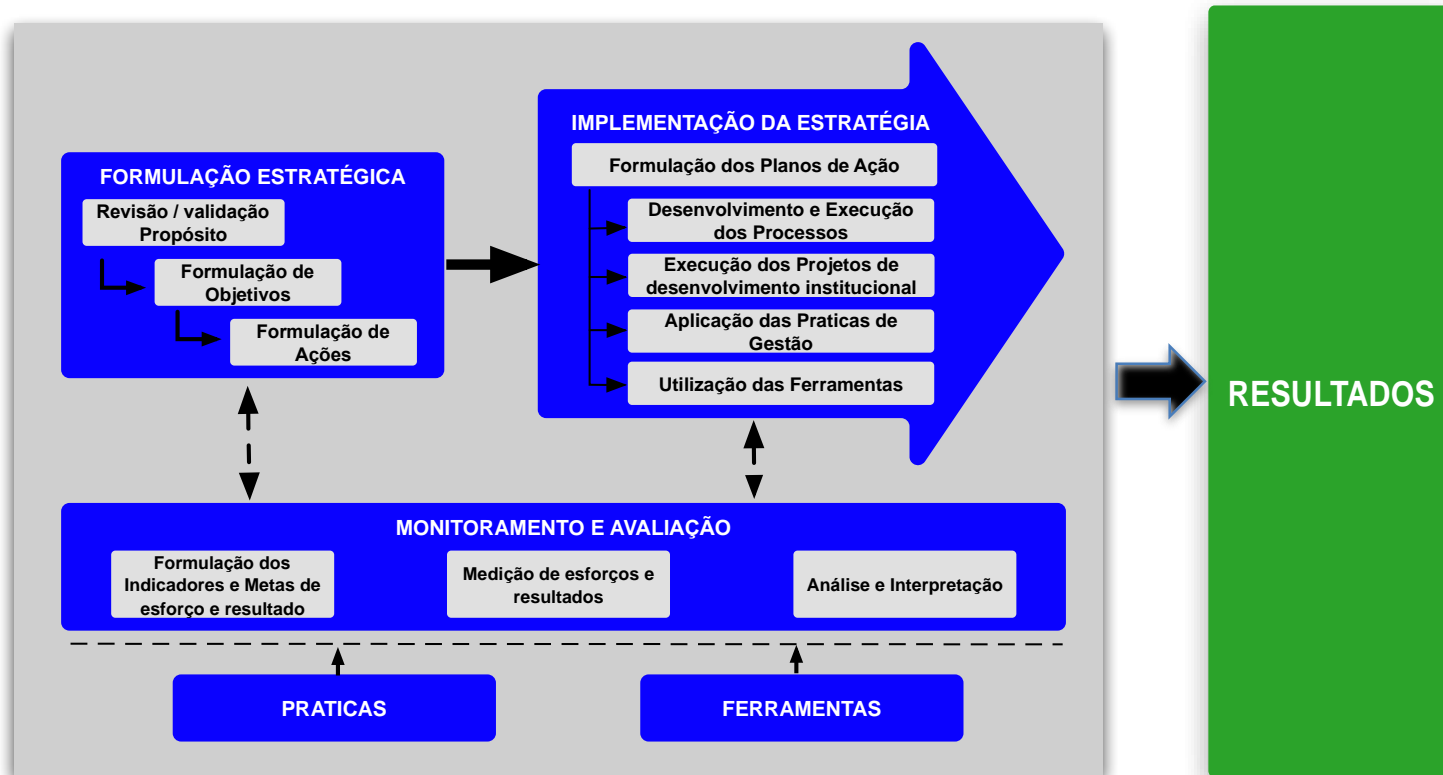 FORMULAÇÃO ESTRATÉGICA
Revisão / validação
Propósito
Formulação de
Objetivos
Formulação de
Ações
IMPLEMENTAÇÃO DA ESTRATÉGIA
Formulação dos Planos de Ação
Desenvolvimento e Execução
dos Processos
Execução dos Projetos de
desenvolvimento institucional
Aplicação das Praticas de
Gestão
Utilização das Ferramentas
RESULTADOS
MONITORAMENTO E AVALIAÇÃO
Formulação dos
Indicadores e Metas de
esforço e resultado
Medição de esforços e
resultados
Análise e Interpretação
PRATICAS
FERRAMENTAS